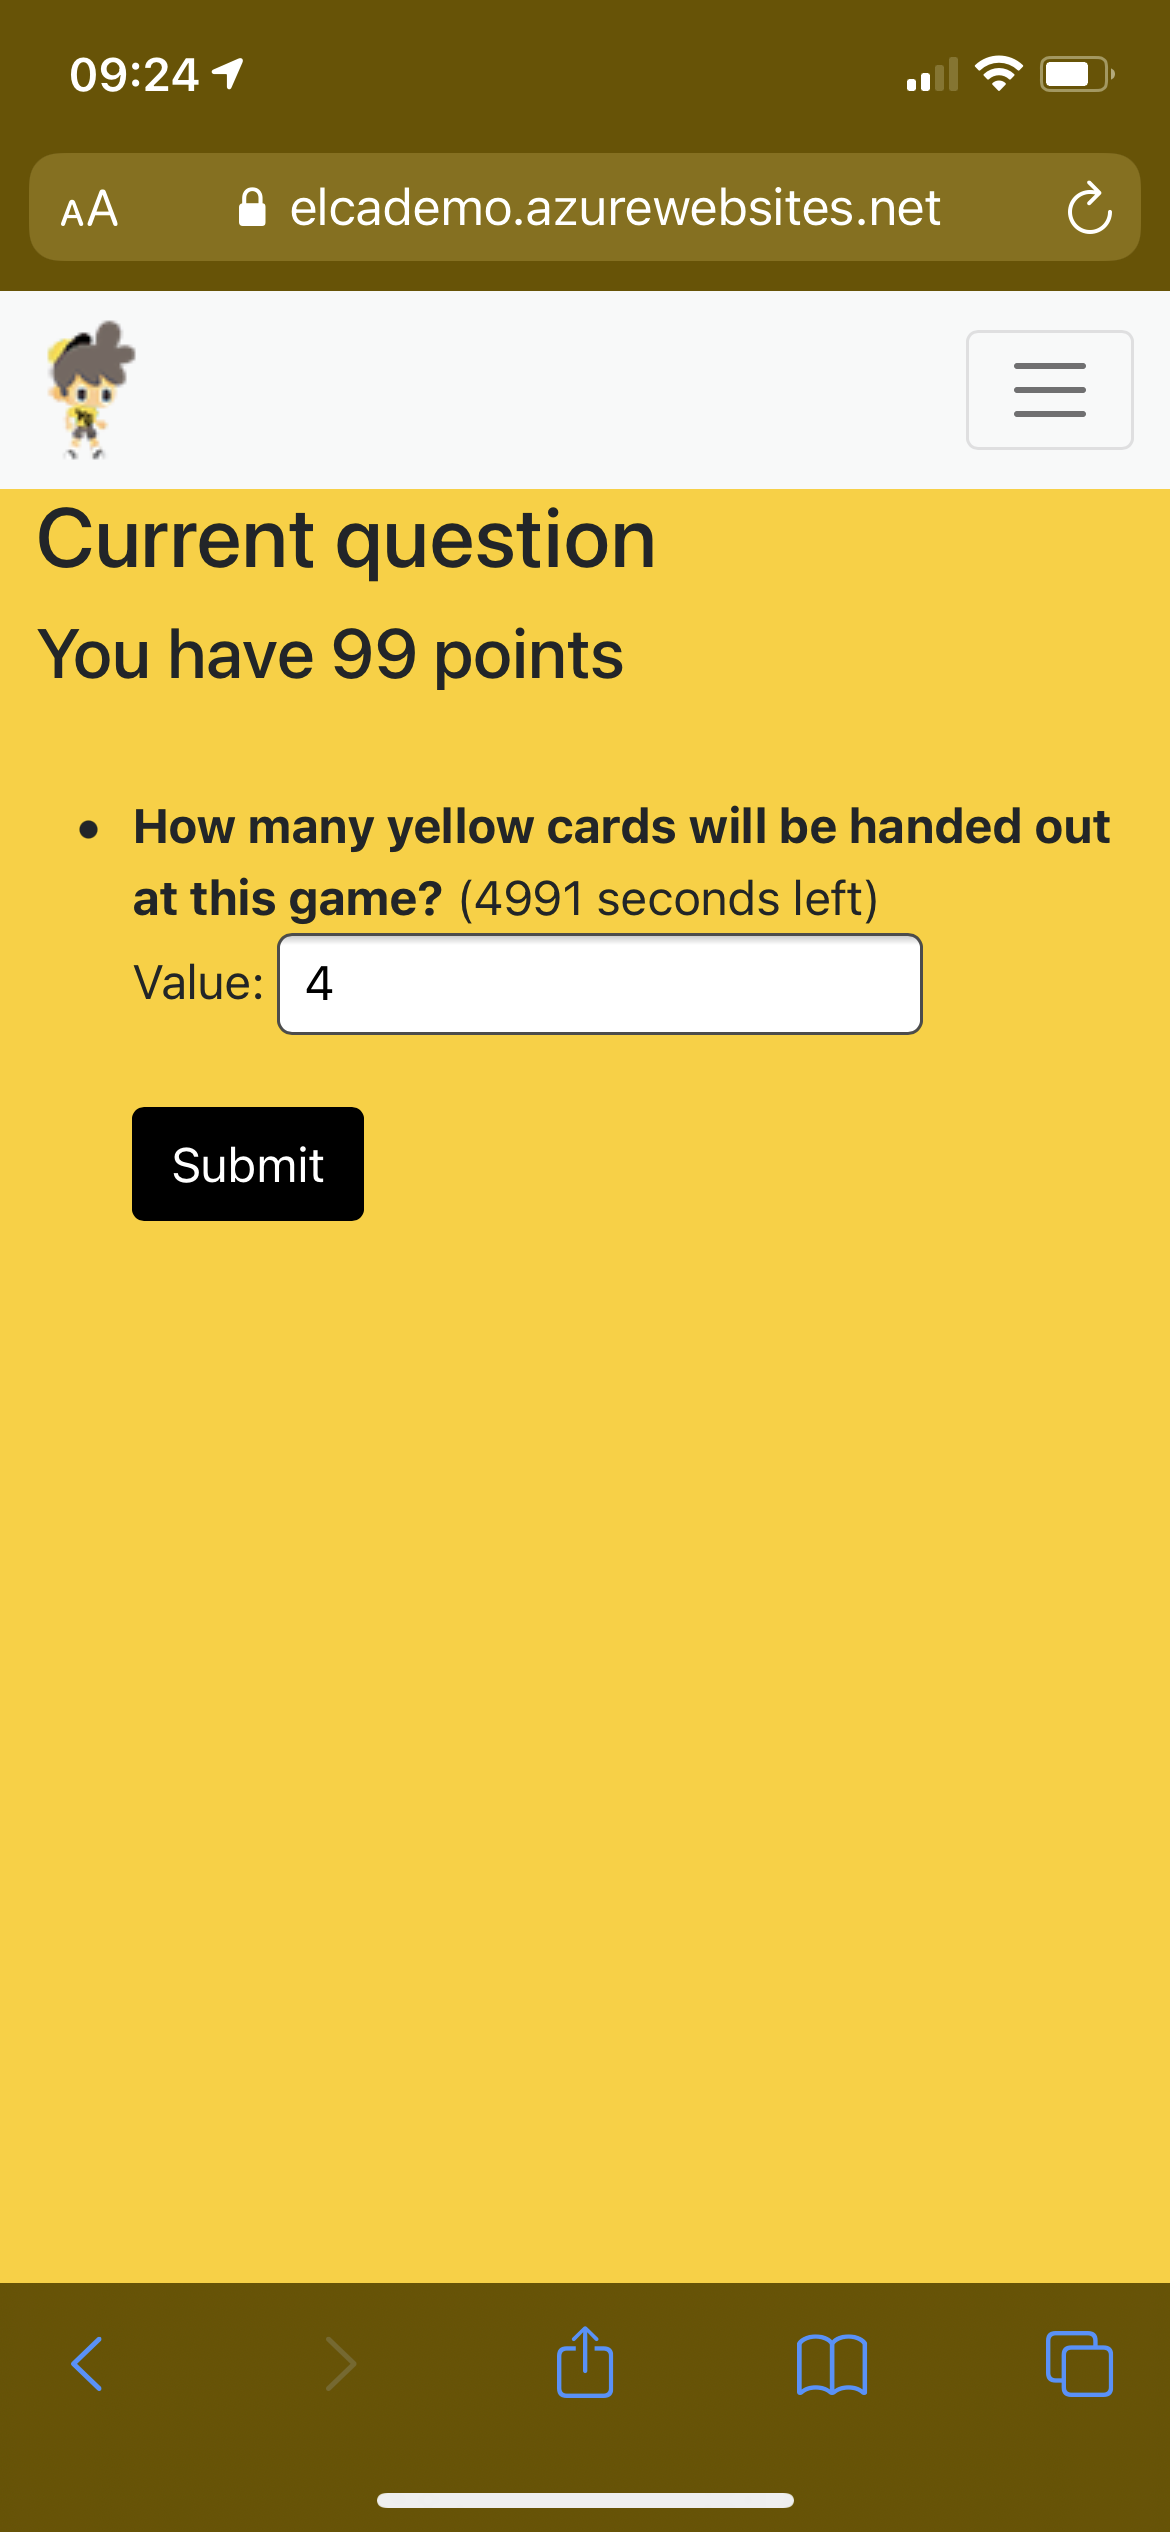 09:24
AA elcademo.azurewebsites.net
Current question
You have 99 points
How many yellow cards will be handed out
at this game? (4991 seconds left)
Value: 4
Submit